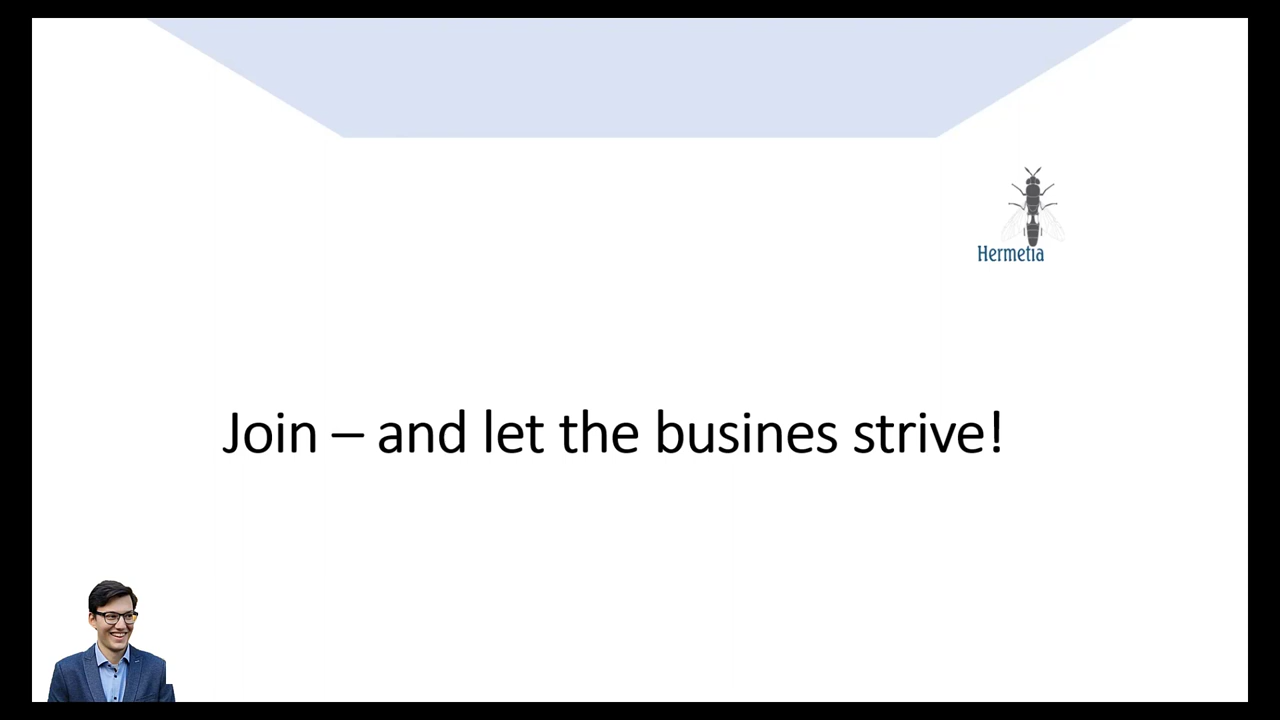 Hermetia
Join – and let the busines strive!